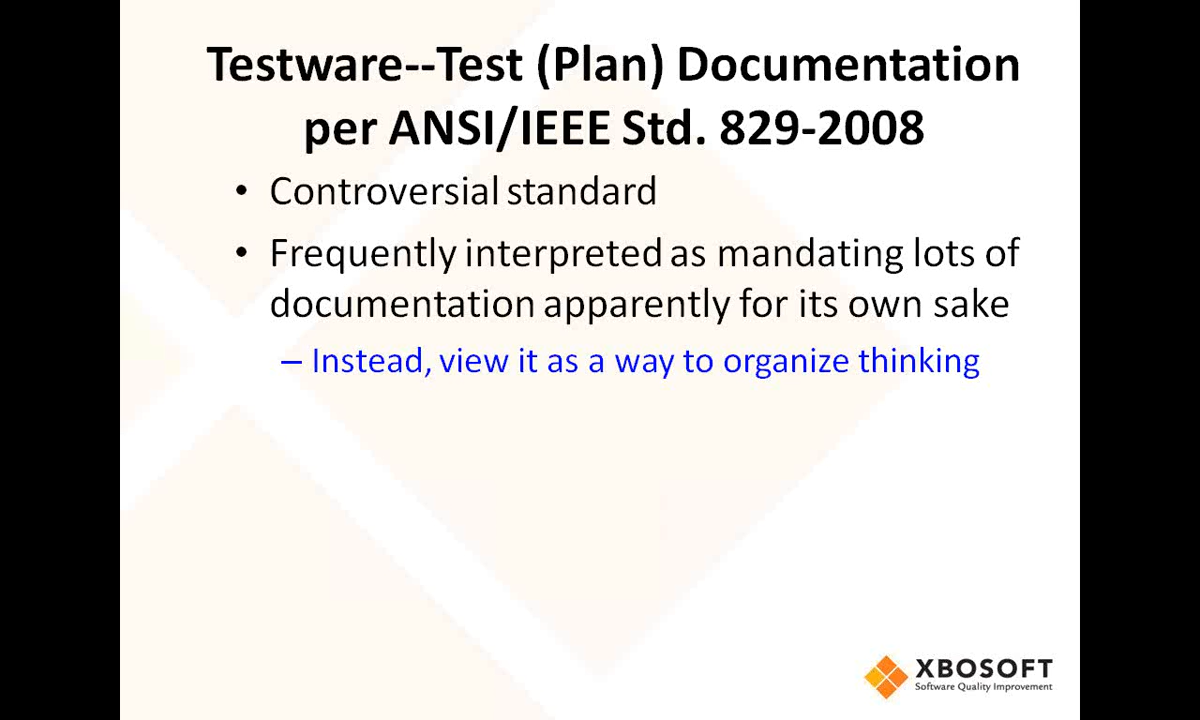 Testware--Test (Plan) Documentation
per ANSI/IEEE Std. 829-2008
• Controversial standard
• Frequently interpreted as mandating lots of
documentation apparently for its own sake
– Instead, view it as a way to organize thinking
XBOSOFT
Software Quality Improvement